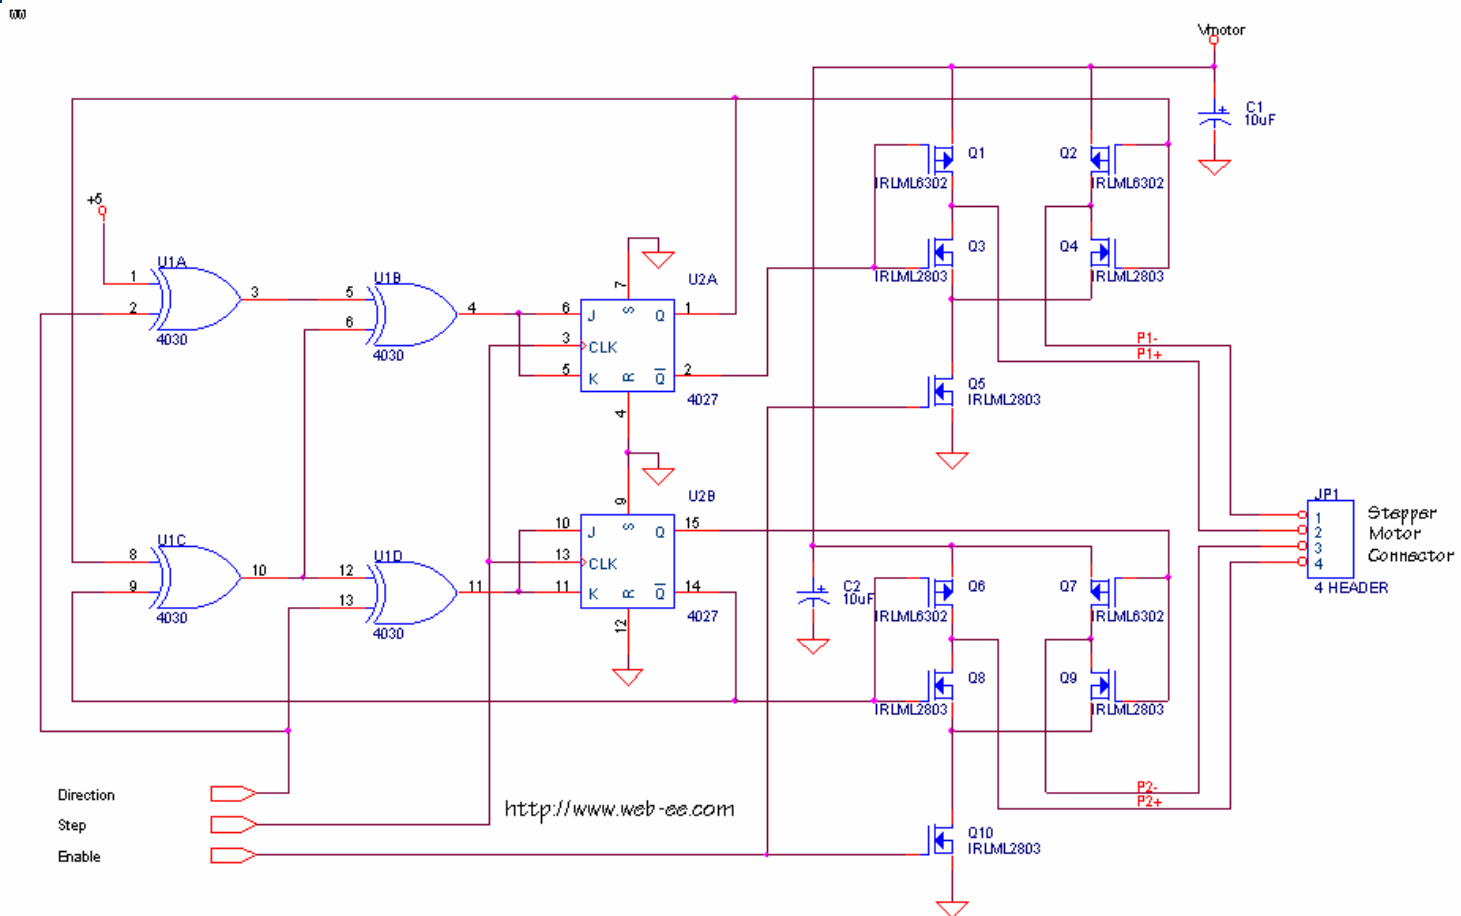 Vmotor
C1
10uF
Q1
Q2
IRLML6302
IRLML6302
+5
Q3
Q4
IRLML2803
IRLML2803
U1A
1
2
3
4030
U1B
5
6
4
4030
7
U2A
6
J
S
Q
1
3
CLK
5
K
R
Q
2
4027
4
P1-
P1+
Q5
IRLML2803
9
U2B
10
J
S
Q
15
13
CLK
11
K
R
Q
14
4027
12
U1C
8
9
10
4030
U1D
12
13
11
4030
C2
10uF
Q6
Q7
IRLML6302
IRLML6302
Q8
Q9
IRLML2803
IRLML2803
JP1
1
2
3
4
4 HEADER
Stepper
Motor
Connector
P2-
P2+
Direction
Step
Enable
http://www.web-ee.com
Q10
IRLML2803